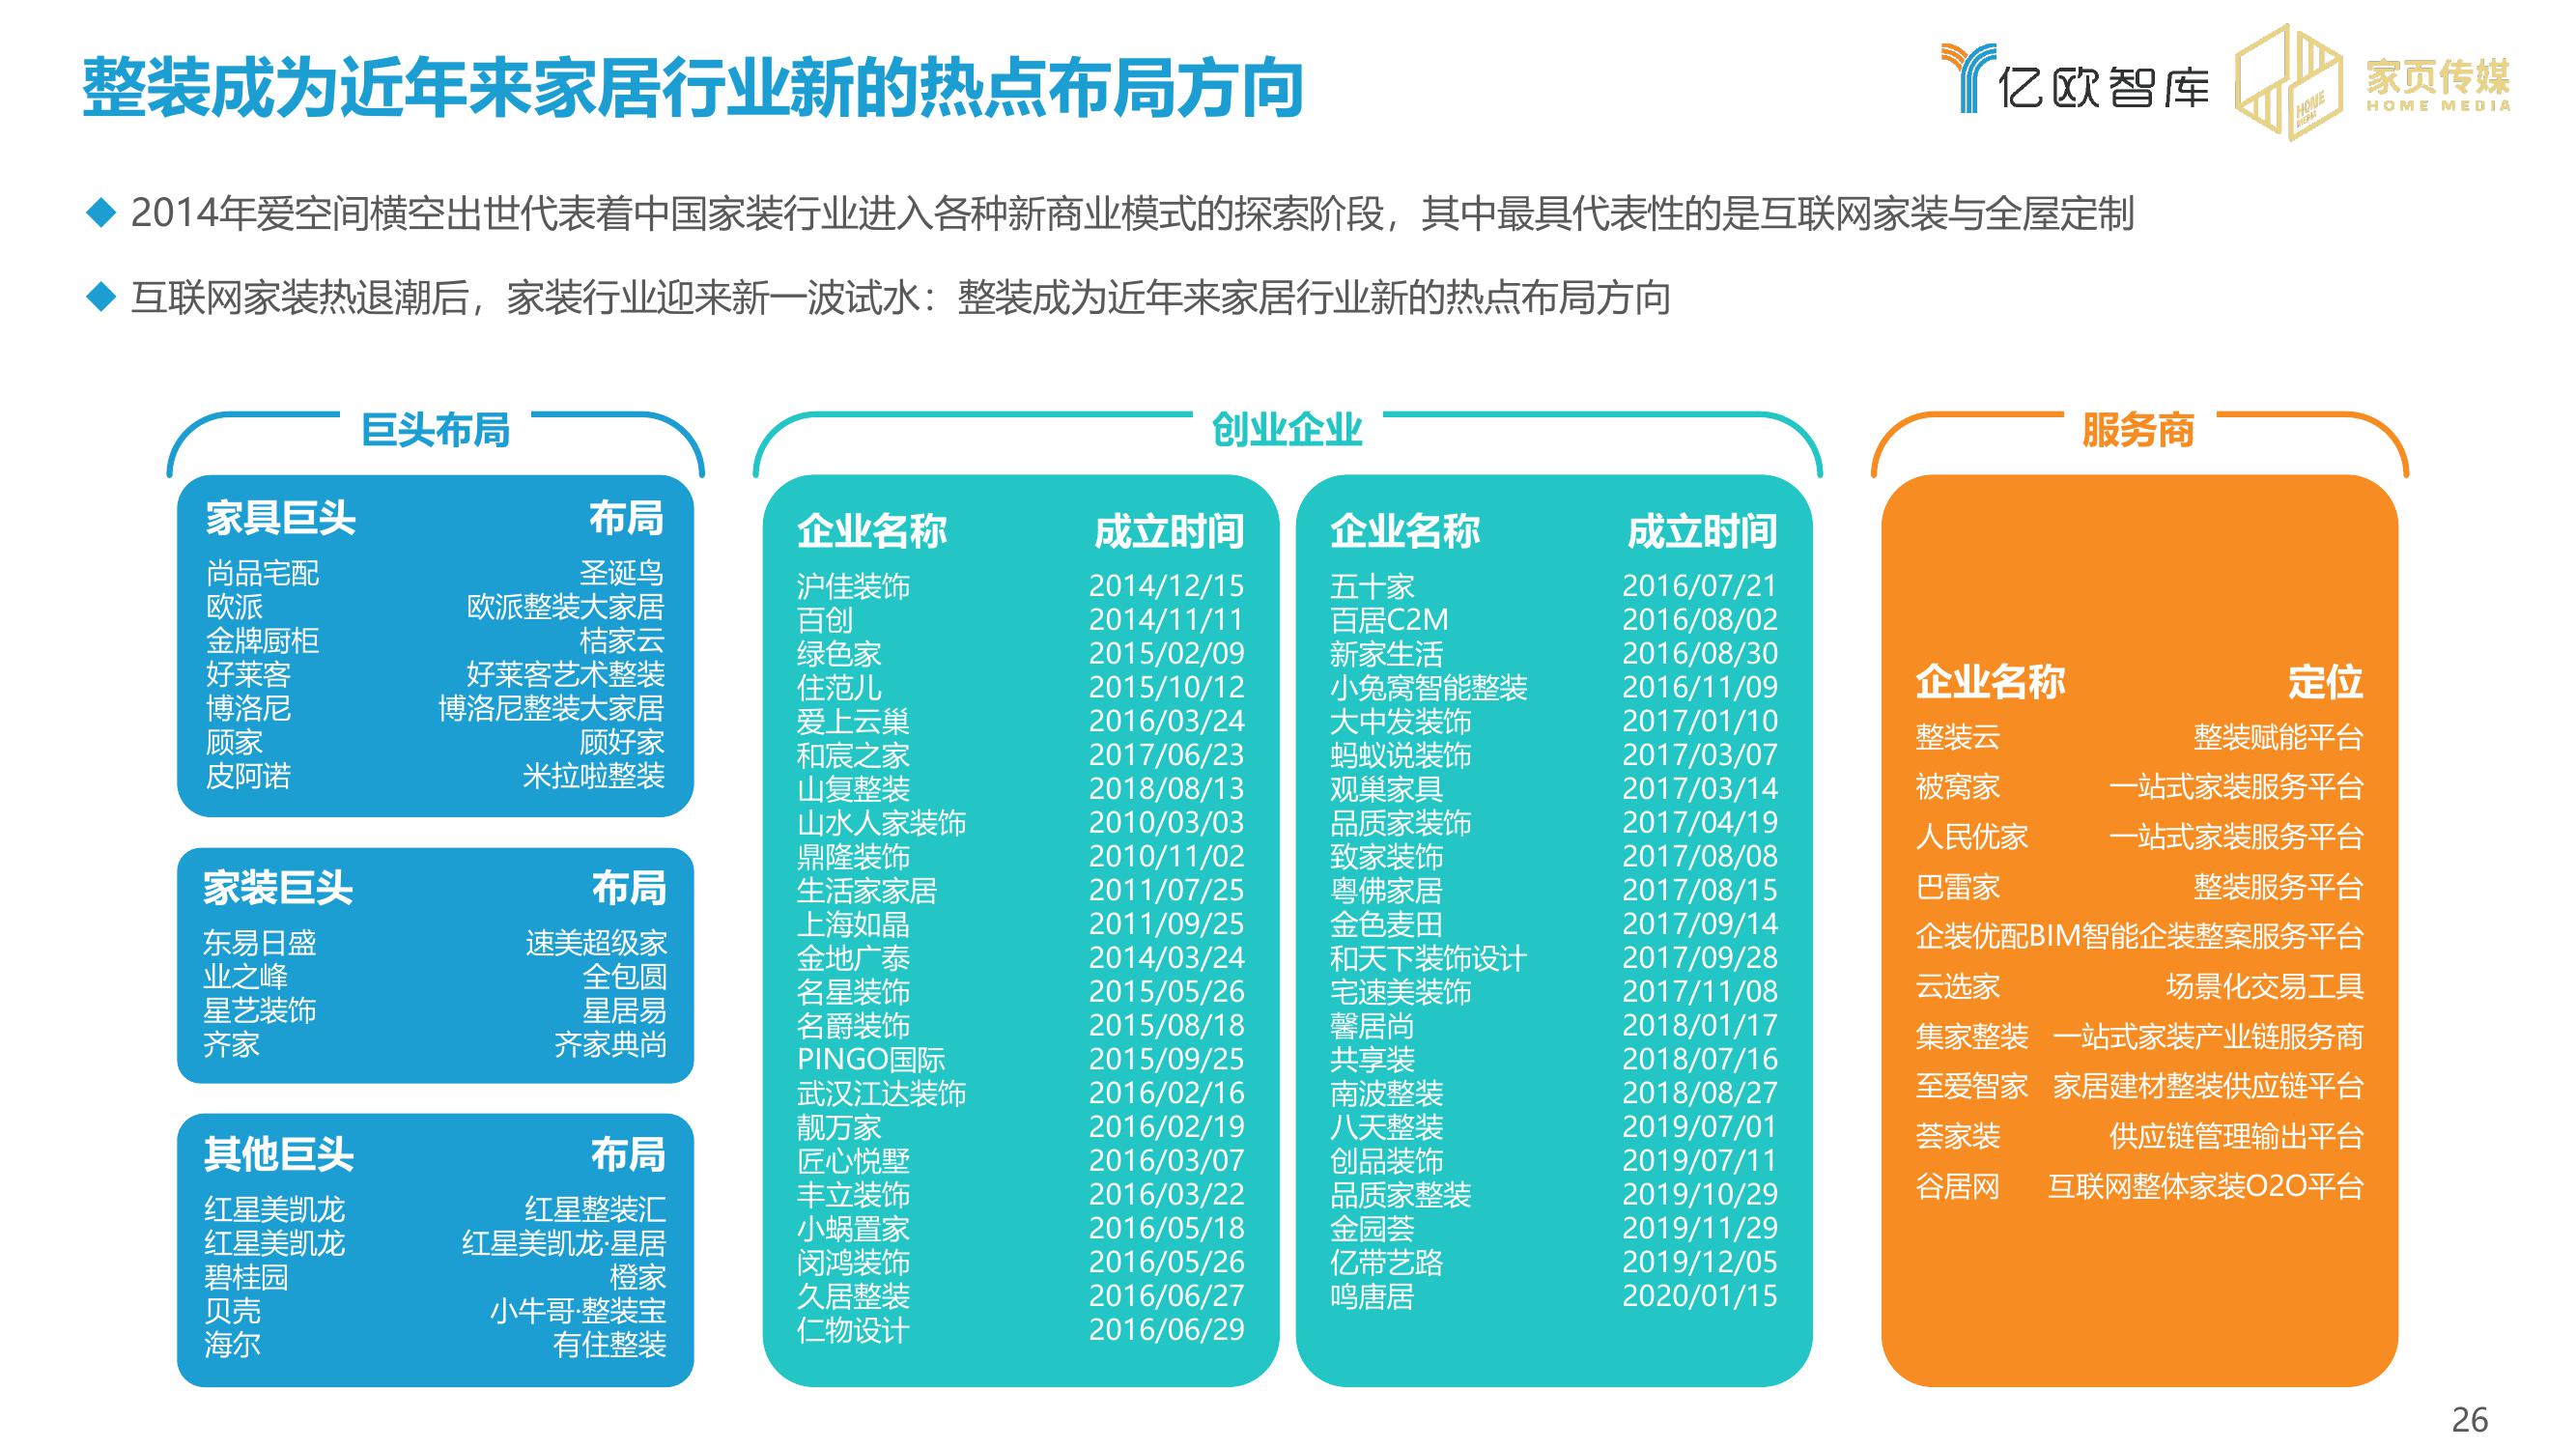 整装成为近年来家居行业新的热点布局方向
亿欧智库
家页传媒
HOME MEDIA
◆ 2014年爱空间横空出世代表着中国家装行业进入各种新商业模式的探索阶段，其中最具代表性的是互联网家装与全屋定制
◆ 互联网家装热退潮后，家装行业迎来新一波试水：整装成为近年来家居行业新的热点布局方向
巨头布局
家具巨头 布局
尚品宅配 圣诞鸟
欧派 欧派整装大家居
金牌厨柜 桔家云
好莱客 好莱客艺术整装
博洛尼 博洛尼整装大家居
顾家 顾好家
皮阿诺 米拉啦整装
家装巨头 布局
东易日盛 速美超级家
业之峰 全包圆
星艺装饰 星居易
齐家 齐家典尚
其他巨头 布局
红星美凯龙 红星整装汇
红星美凯龙 红星美凯龙·星居
碧桂园 橙家
贝壳 小牛哥·整装宝
海尔 有住整装
创业企业
企业名称 成立时间
沪佳装饰 2014/12/15
百创 2014/11/11
绿色家 2015/02/09
住范儿 2015/10/12
爱上云巢 2016/03/24
和宸之家 2017/06/23
山复整装 2018/08/13
山水人家装饰 2010/03/03
鼎隆装饰 2010/11/02
生活家家居 2011/07/25
上海如晶 2011/09/25
金地广泰 2014/03/24
名星装饰 2015/05/26
名爵装饰 2015/08/18
PINGO国际 2015/09/25
武汉江达装饰 2016/02/16
靓万家 2016/02/19
匠心悦墅 2016/03/07
丰立装饰 2016/03/22
小蜗置家 2016/05/18
闵鸿装饰 2016/05/26
久居整装 2016/06/27
仁物设计 2016/06/29
企业名称 成立时间
五十家 2016/07/21
百居C2M 2016/08/02
新家生活 2016/08/30
小兔窝智能整装 2016/11/09
大中发装饰 2017/01/10
蚂蚁说装饰 2017/03/07
观巢家具 2017/03/14
品质家装饰 2017/04/19
致家装饰 2017/08/08
粤佛家居 2017/08/15
金色麦田 2017/09/14
和天下装饰设计 2017/09/28
宅速美装饰 2017/11/08
馨居尚 2018/01/17
共享装 2018/07/16
南波整装 2018/08/27
八天整装 2019/07/01
创品装饰 2019/07/11
品质家整装 2019/10/29
金园荟 2019/11/29
亿带艺路 2019/12/05
鸣唐居 2020/01/15
服务商
企业名称 定位
整装云 整装赋能平台
被窝家 一站式家装服务平台
人民优家 一站式家装服务平台
巴雷家 整装服务平台
企装优配BIM智能企装整案服务平台
云选家 场景化交易工具
集家整装 一站式家装产业链服务商
至爱智家 家居建材整装供应链平台
荟家装 供应链管理输出平台
谷居网 互联网整体家装O2O平台
26